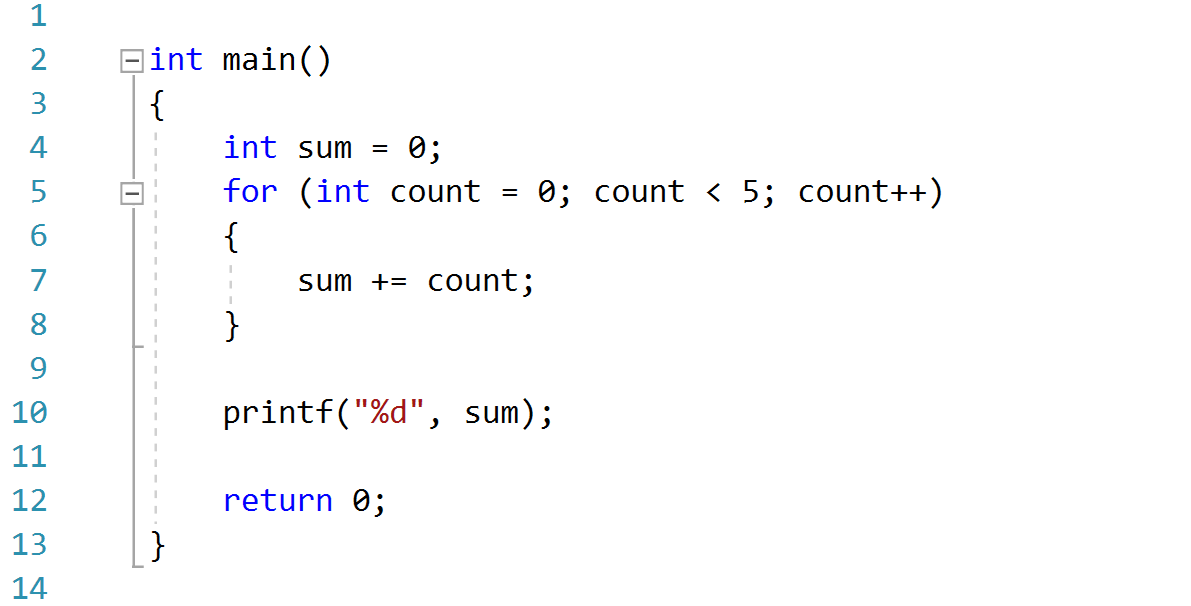 1
2 int main()
3 {
4 int sum = 0;
5 for (int count = 0; count < 5; count++)
6 {
7 sum += count;
8 }
9
10 printf("%d", sum);
11
12 return 0;
13 }
14